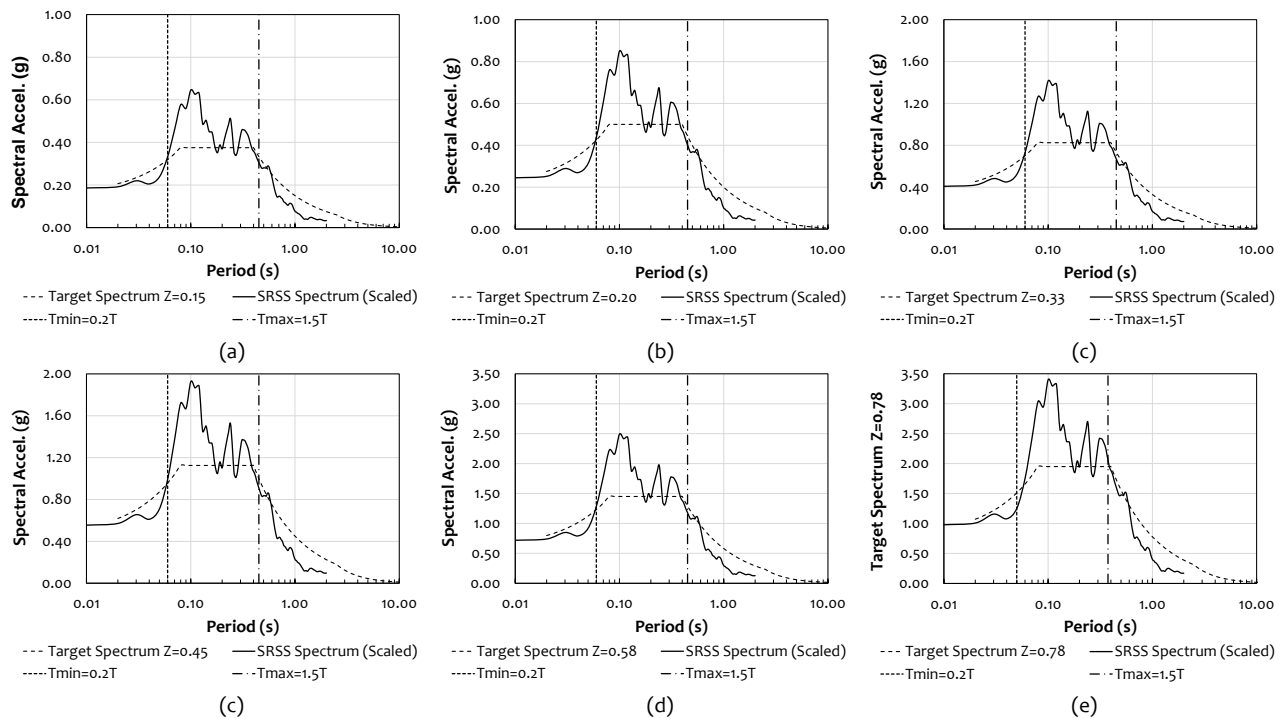 1.00
0.80
0.60
0.40
0.20
0.00
Spectral Accel. (g)
0.01 0.10 1.00 10.00
Period (s)
Target Spectrum Z=0.15 SRSS Spectrum (Scaled)
Tmin=0.2T Tmax=1.5T
(a)
1.00
0.80
0.60
0.40
0.20
0.00
Spectral Accel. (g)
0.01 0.10 1.00 10.00
Period (s)
Target Spectrum Z=0.20 SRSS Spectrum (Scaled)
Tmin=0.2T Tmax=1.5T
(b)
2.00
1.60
1.20
0.80
0.40
0.00
Spectral Accel. (g)
0.01 0.10 1.00 10.00
Period (s)
Target Spectrum Z=0.33 SRSS Spectrum (Scaled)
Tmin=0.2T Tmax=1.5T
(c)
2.00
1.60
1.20
0.80
0.40
0.00
Spectral Accel. (g)
0.01 0.10 1.00 10.00
Period (s)
Target Spectrum Z=0.45 SRSS Spectrum (Scaled)
Tmin=0.2T Tmax=1.5T
(c)
3.50
3.00
2.50
2.00
1.50
1.00
0.50
0.00
Spectral Accel. (g)
0.01 0.10 1.00 10.00
Period (s)
Target Spectrum Z=0.58 SRSS Spectrum (Scaled)
Tmin=0.2T Tmax=1.5T
(d)
3.50
3.00
2.50
2.00
1.50
1.00
0.50
0.00
Target Spectrum Z=0.78
0.01 0.10 1.00 10.00
Period (s)
Target Spectrum Z=0.78 SRSS Spectrum (Scaled)
Tmin=0.2T Tmax=1.5T
(e)